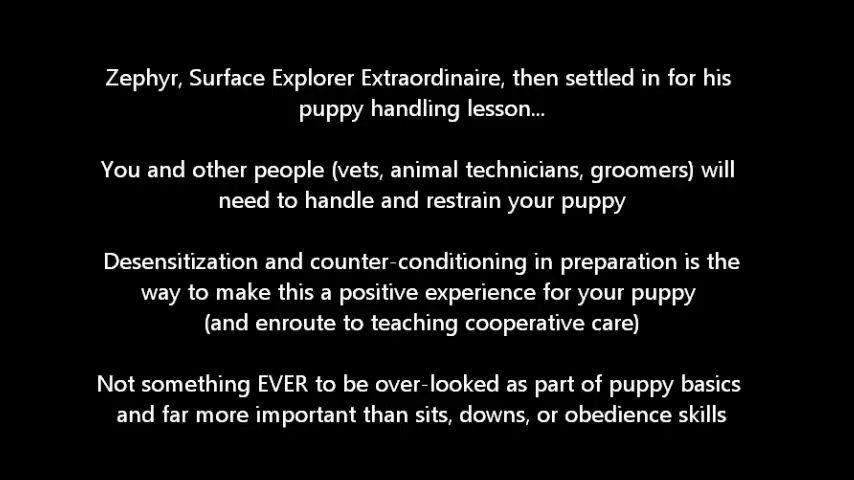 Zephyr, Surface Explorer Extraordinaire, then settled in for his
puppy handling lesson...
You and other people (vets, animal technicians, groomers) will
need to handle and restrain your puppy
Desensitization and counter-conditioning in preparation is the
way to make this a positive experience for your puppy
(and enroute to teaching cooperative care)
Not something EVER to be over-looked as part of puppy basics
and far more important than sits, downs, or obedience skills